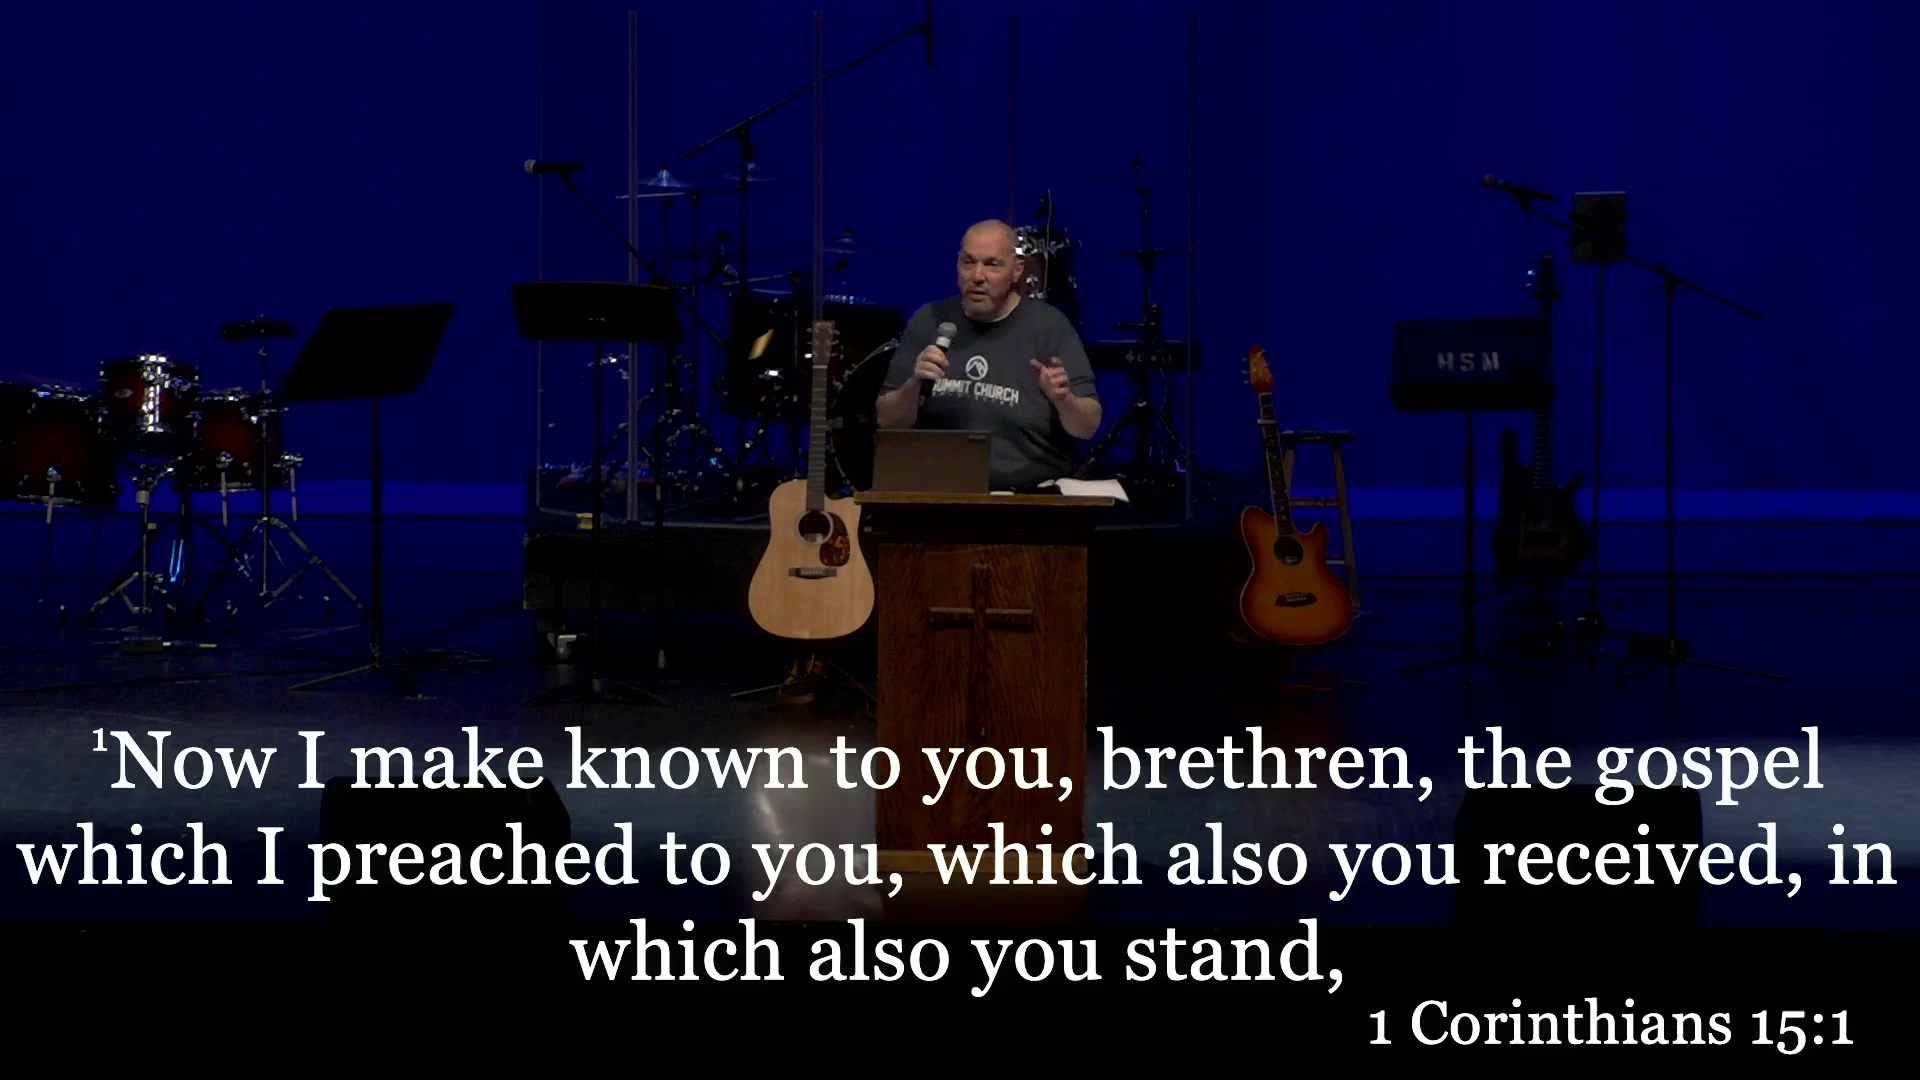 HSM
SUMMIT CHURCH
¹Now I make known to you, brethren, the gospel
which I preached to you, which also you received, in
which also you stand,
1 Corinthians 15:1